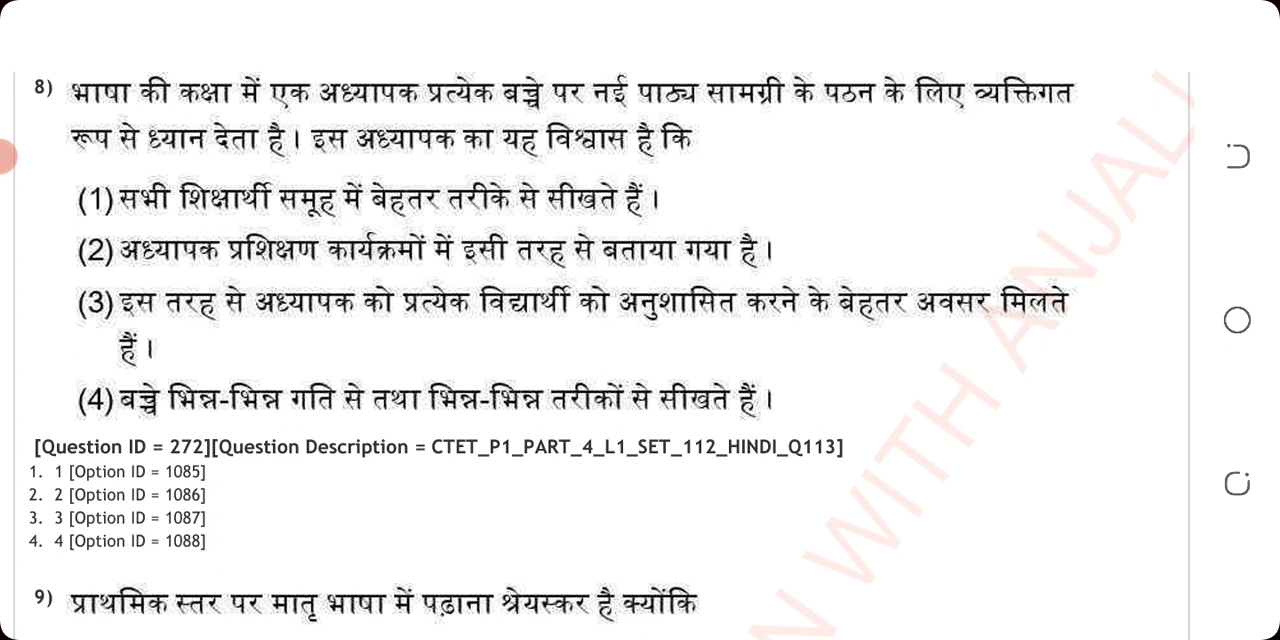 8) भाषा की कक्षा में एक अध्यापक प्रत्येक बच्चे पर नई पाठ्य सामग्री के पठन के लिए व्यक्तिगत
रूप से ध्यान देता है। इस अध्यापक का यह विश्वास है कि
(1) सभी शिक्षार्थी समूह में बेहतर तरीके से सीखते हैं।
(2) अध्यापक प्रशिक्षण कार्यक्रमों में इसी तरह से बताया गया है।
(3) इस तरह से अध्यापक को प्रत्येक विद्यार्थी को अनुशासित करने के बेहतर अवसर मिलते
हैं।
(4) बच्चे भिन्न-भिन्न गति से तथा भिन्न-भिन्न तरीकों से सीखते हैं।
[Question ID = 272][Question Description = CTET_P1_PART_4_L1_SET_112_HINDI_Q113]
1. 1 [Option ID = 1085]
2. 2 [Option ID = 1086]
3. 3 [Option ID = 1087]
4. 4 [Option ID = 1088]
9) प्राथमिक स्तर पर मातृ भाषा में पढ़ाना श्रेयस्कर है क्योंकि
N WITH ANJALI